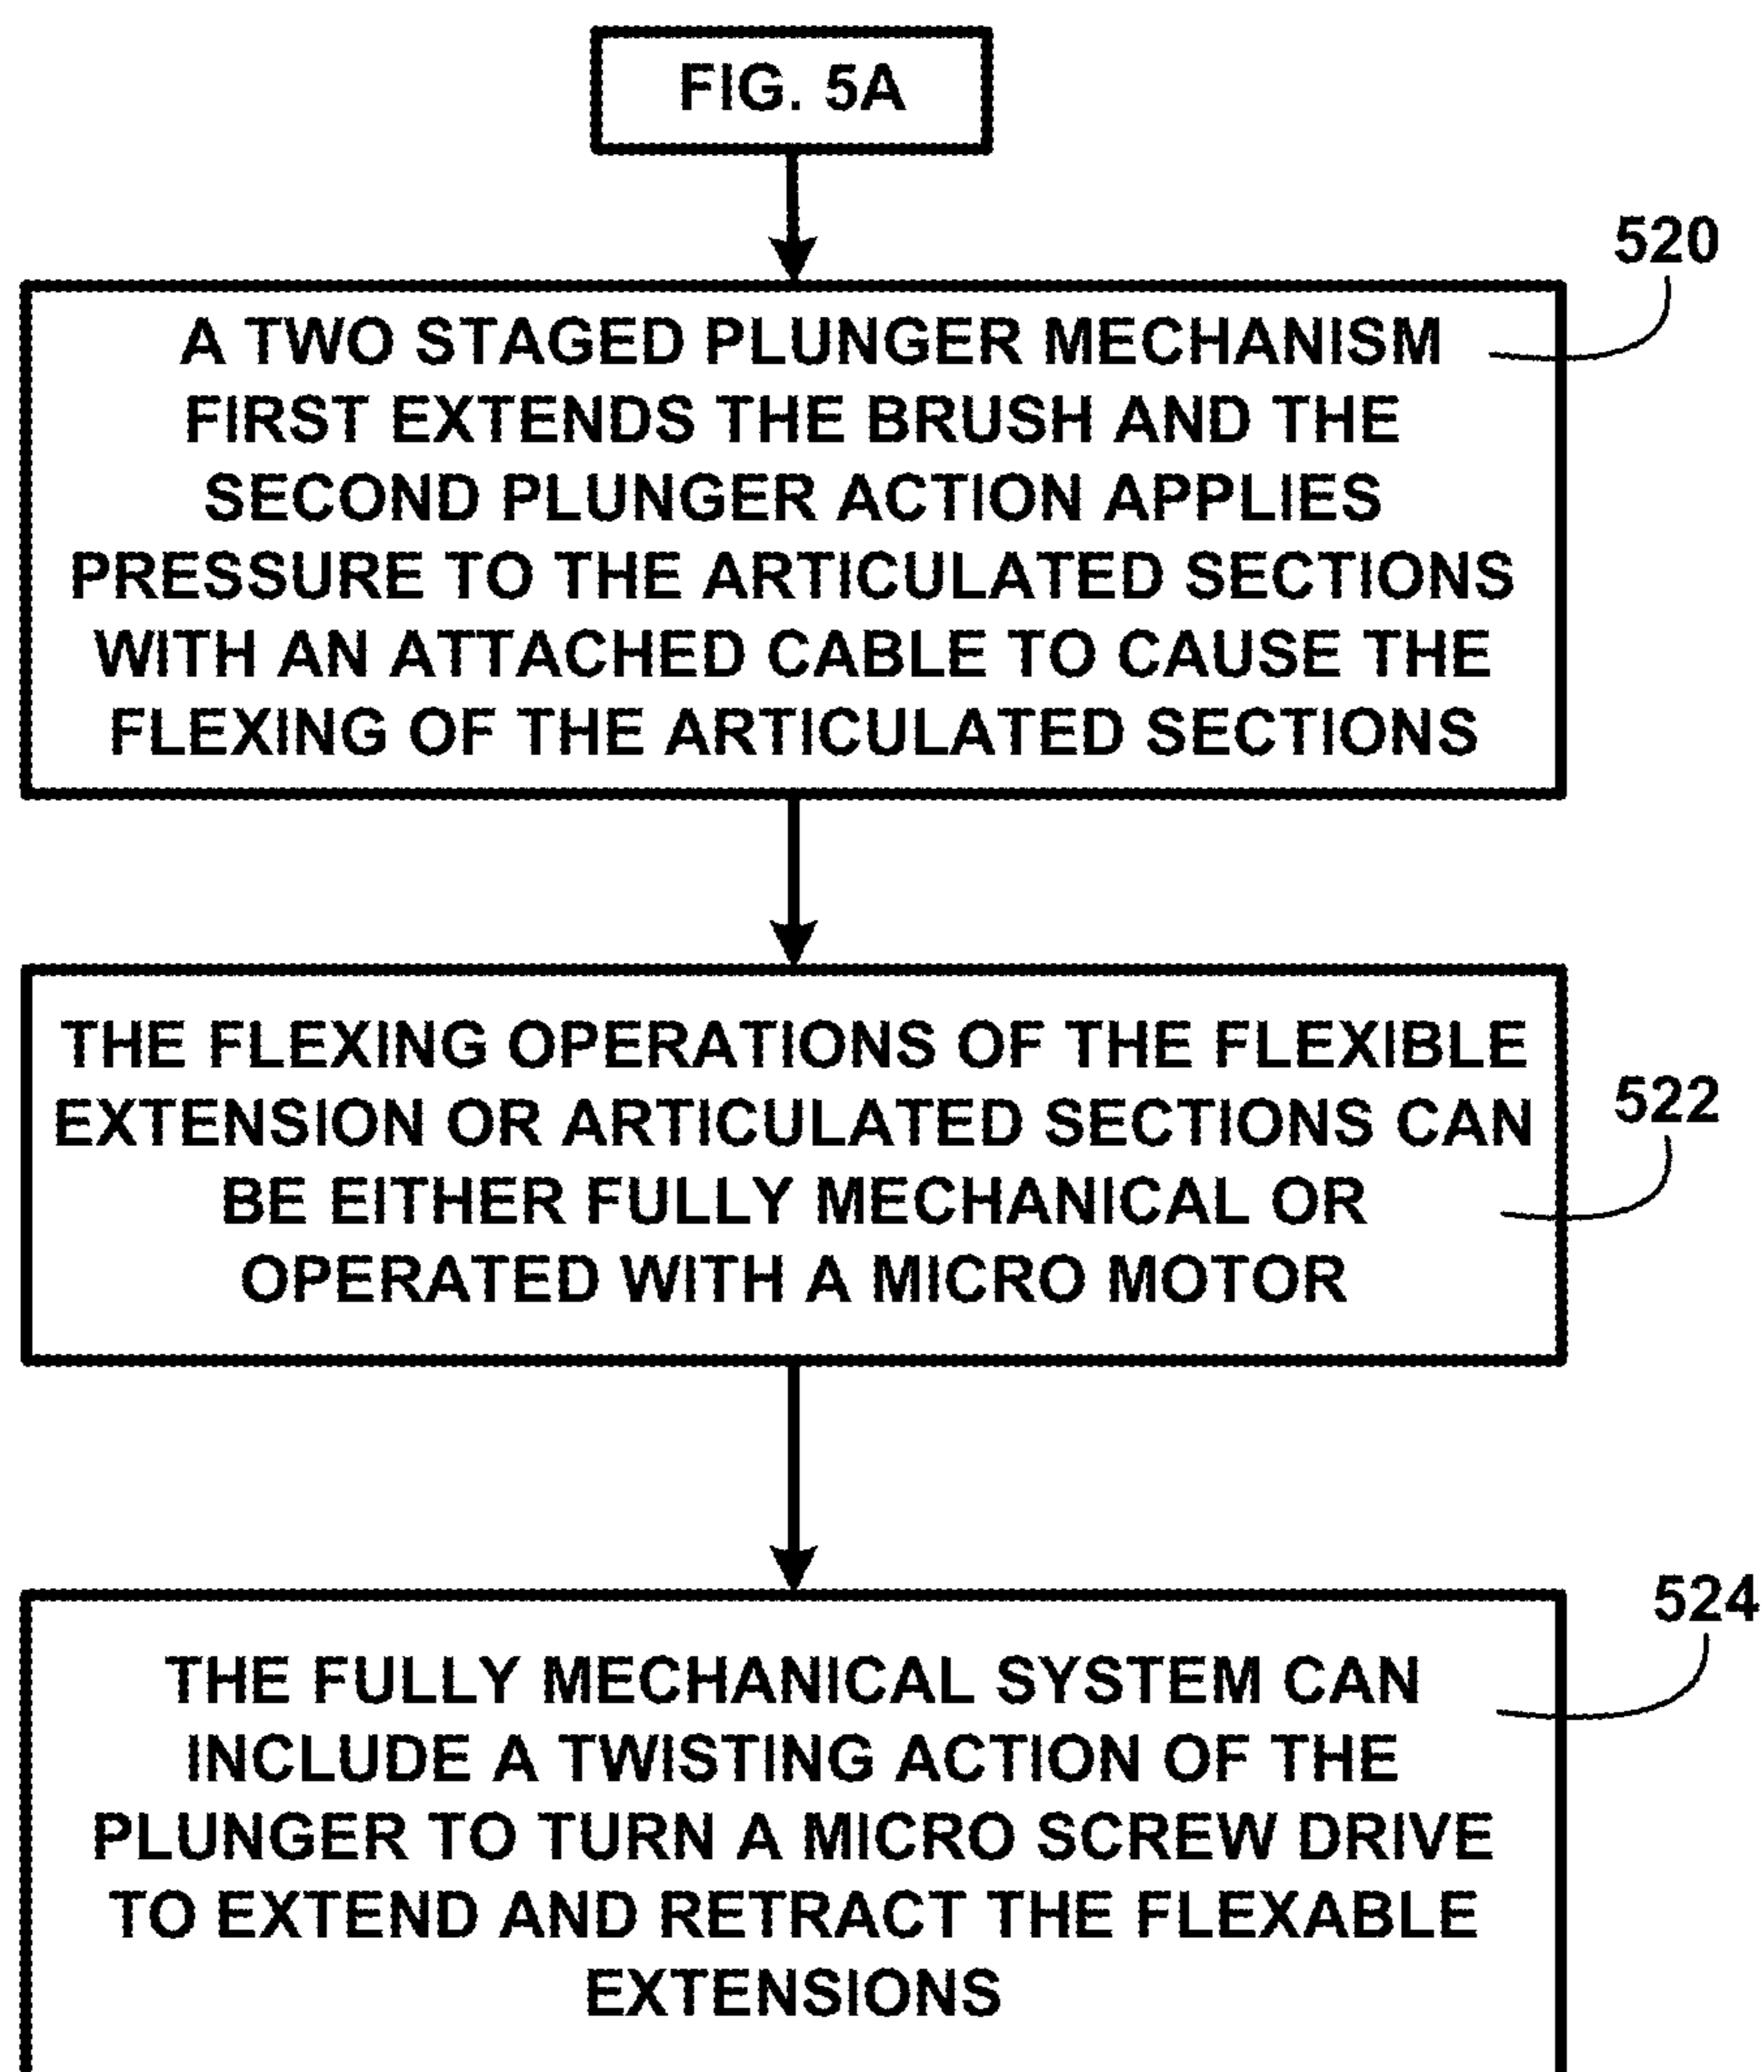 FIG. 5A
520
A TWO STAGED PLUNGER MECHANISM
FIRST EXTENDS THE BRUSH AND THE
SECOND PLUNGER ACTION APPLIES
PRESSURE TO THE ARTICULATED SECTIONS
WITH AN ATTACHED CABLE TO CAUSE THE
FLEXING OF THE ARTICULATED SECTIONS
THE FLEXING OPERATIONS OF THE FLEXIBLE
EXTENSION OR ARTICULATED SECTIONS CAN
BE EITHER FULLY MECHANICAL OR
OPERATED WITH A MICRO MOTOR
522
524
THE FULLY MECHANICAL SYSTEM CAN
INCLUDE A TWISTING ACTION OF THE
PLUNGER TO TURN A MICRO SCREW DRIVE
TO EXTEND AND RETRACT THE FLEXABLE
EXTENSIONS